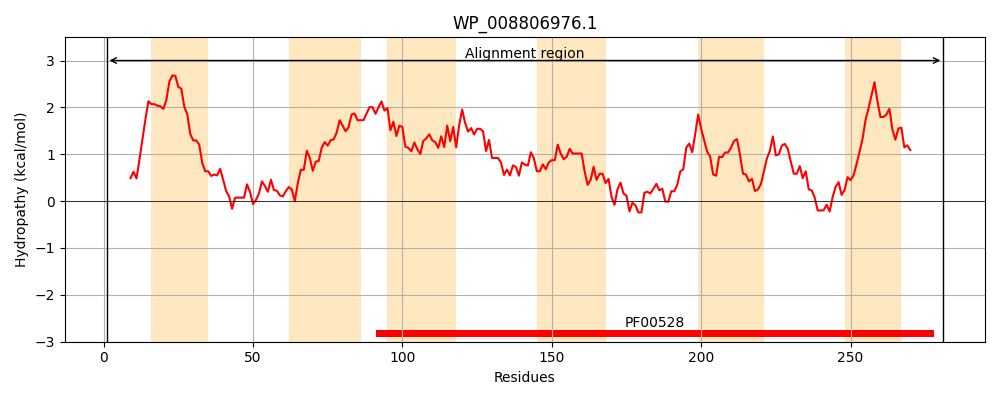 WP_008806976.1
Alignment region
3
2
1
0
−1
−2
−3
Hydropathy (kcal/mol)
PF00528
0 50 100 150 200 250
Residues